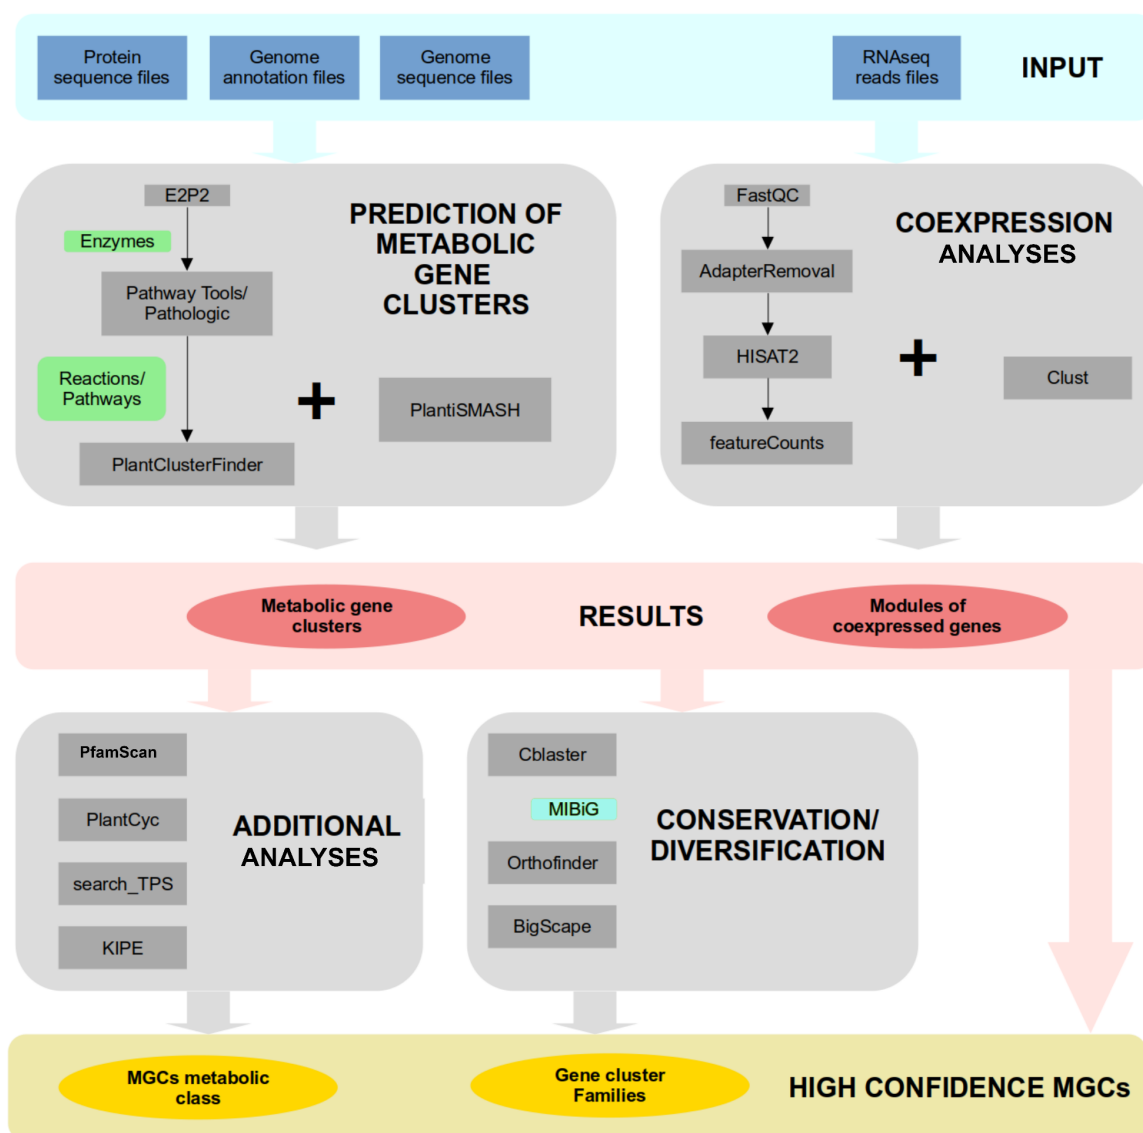 Protein
sequence files
Genome
annotation files
Genome
sequence files
RNAseq
reads files
INPUT
E2P2
Enzymes
Pathway Tools/
Pathologic
Reactions/
Pathways
PlantClusterFinder
PREDICTION OF
METABOLIC
GENE
CLUSTERS
+
PlantiSMASH
FastQC
AdapterRemoval
HISAT2
featureCounts
COEXPRESSION
ANALYSES
+
Clust
Metabolic gene
clusters
RESULTS
Modules of
coexpressed genes
PfamScan
PlantCyc
search_TPS
KIPE
ADDITIONAL
ANALYSES
Cblaster
MIBiG
Orthofinder
BigScape
CONSERVATION/
DIVERSIFICATION
MGCs metabolic
class
Gene cluster
Families
HIGH CONFIDENCE MGCs